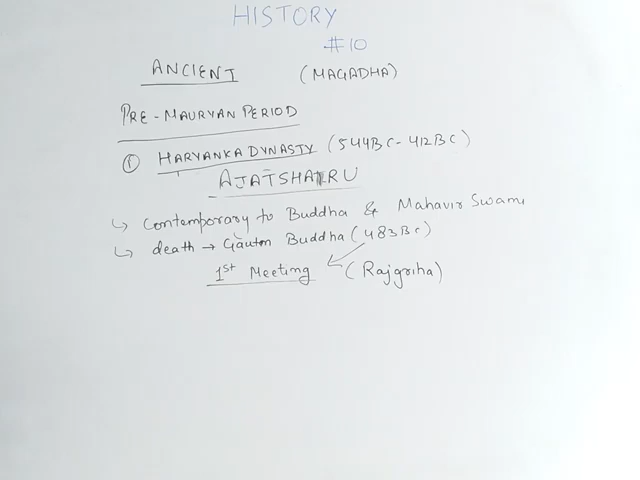 HISTORY
#10
ANCIENT (MAGADHA)
PRE-MAURYAN PERIOD
① HARYANKA DYNASTY (544BC-412BC)
AJATSHATRU
↳ Contemporary to Buddha & Mahavir Swami
↳ death → Gautm Buddha (483BC)
1st Meeting (Rajgriha)